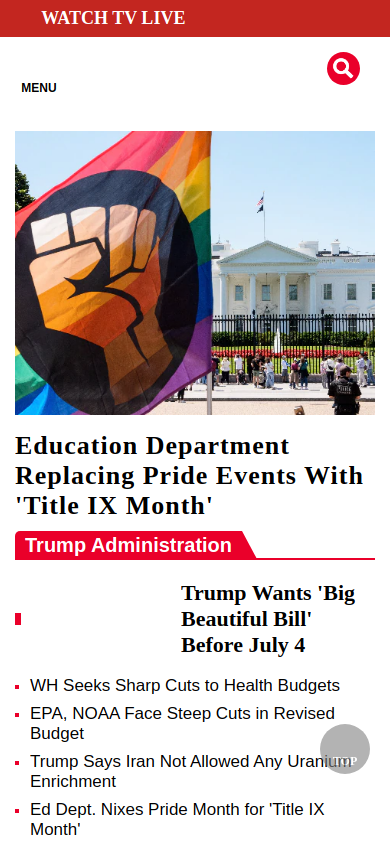 WATCH TV LIVE
MENU
Education Department
Replacing Pride Events With
'Title IX Month'
Trump Administration
Trump Wants 'Big
Beautiful Bill'
Before July 4
WH Seeks Sharp Cuts to Health Budgets
EPA, NOAA Face Steep Cuts in Revised
Budget
Trump Says Iran Not Allowed Any Uranium
Enrichment
TOP
Ed Dept. Nixes Pride Month for 'Title IX
Month'